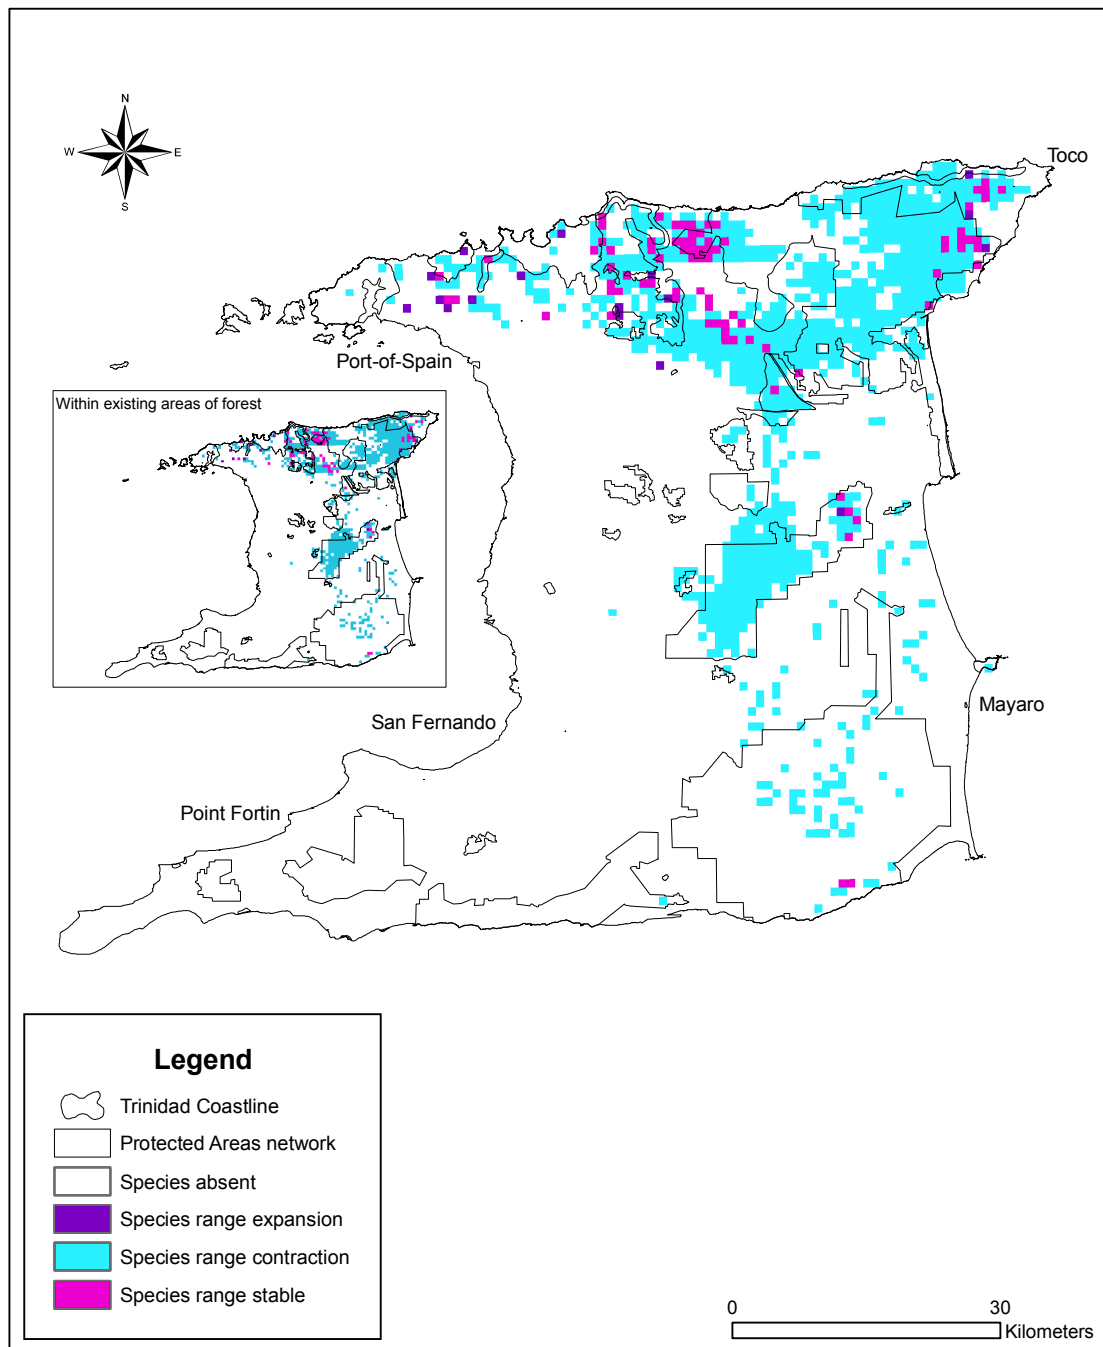 N
W
E
S
Toco
Port-of-Spain
Within existing areas of forest
San Fernando
Mayaro
Point Fortin
Legend
Trinidad Coastline
Protected Areas network
Species absent
Species range expansion
Species range contraction
Species range stable
0
30
Kilometers